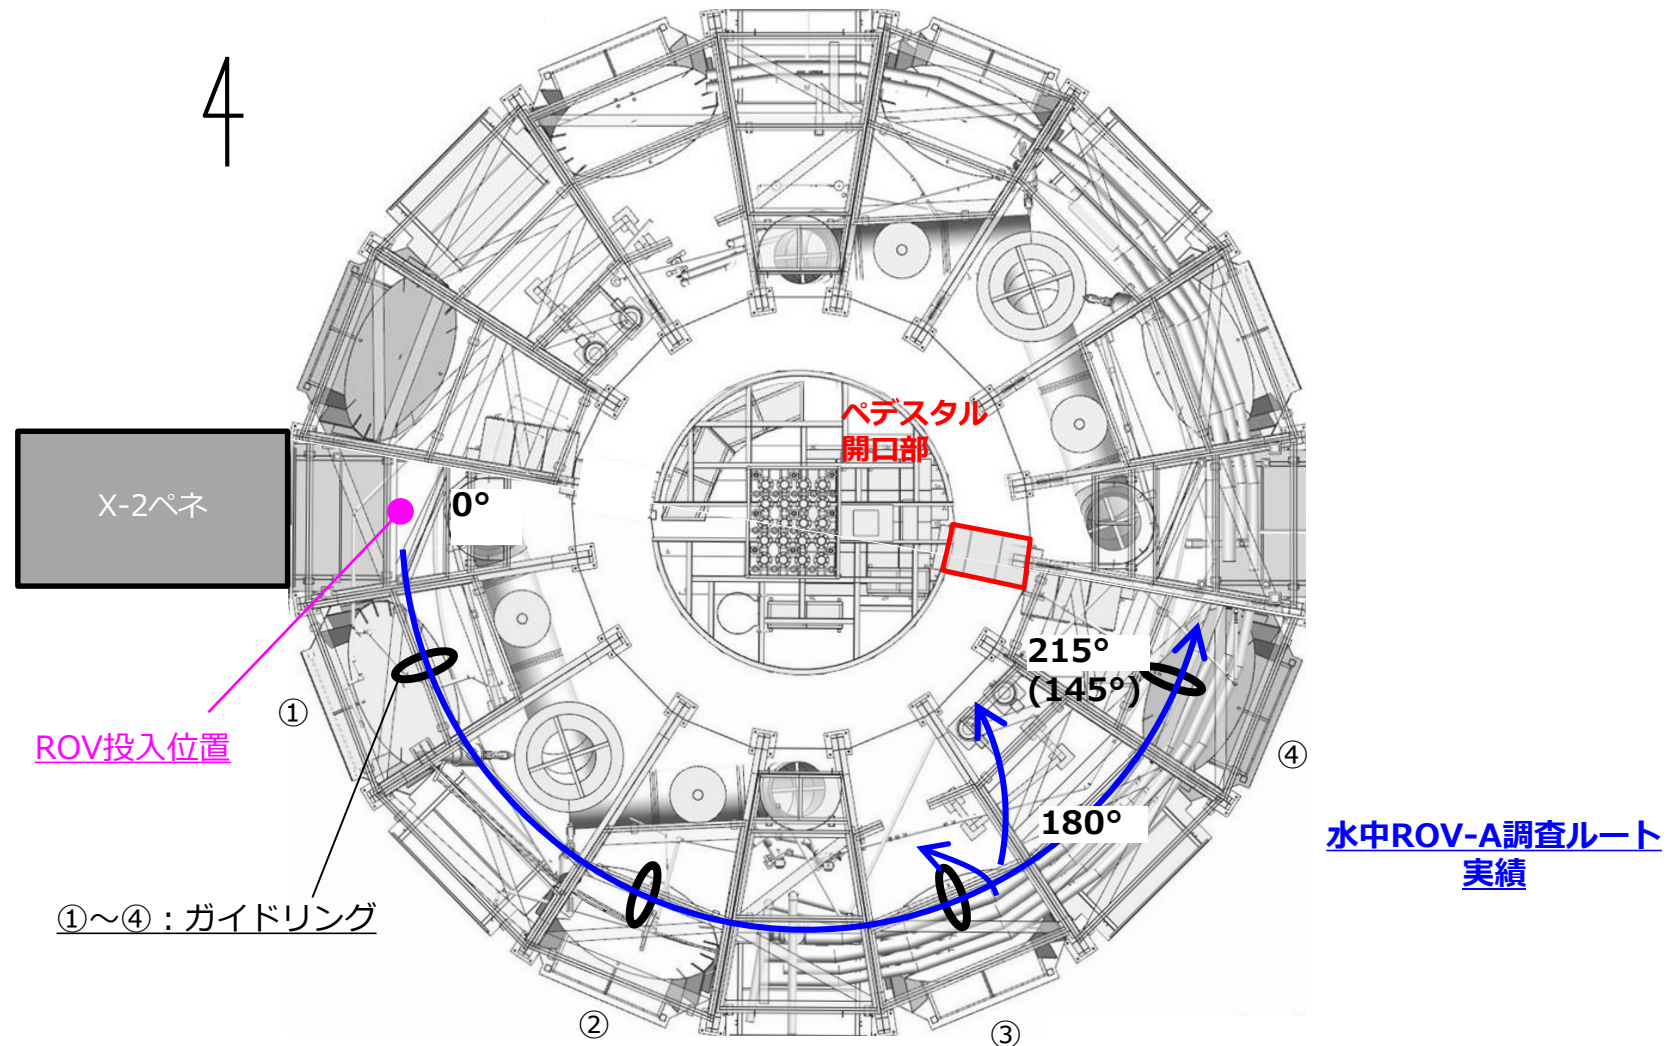 ペデスタル
開口部
X-2ペネ
0°
215°
(145°)
①
ROV投入位置
④
180°
水中ROV-A調査ルート
実績
①～④：ガイドリング
②
③